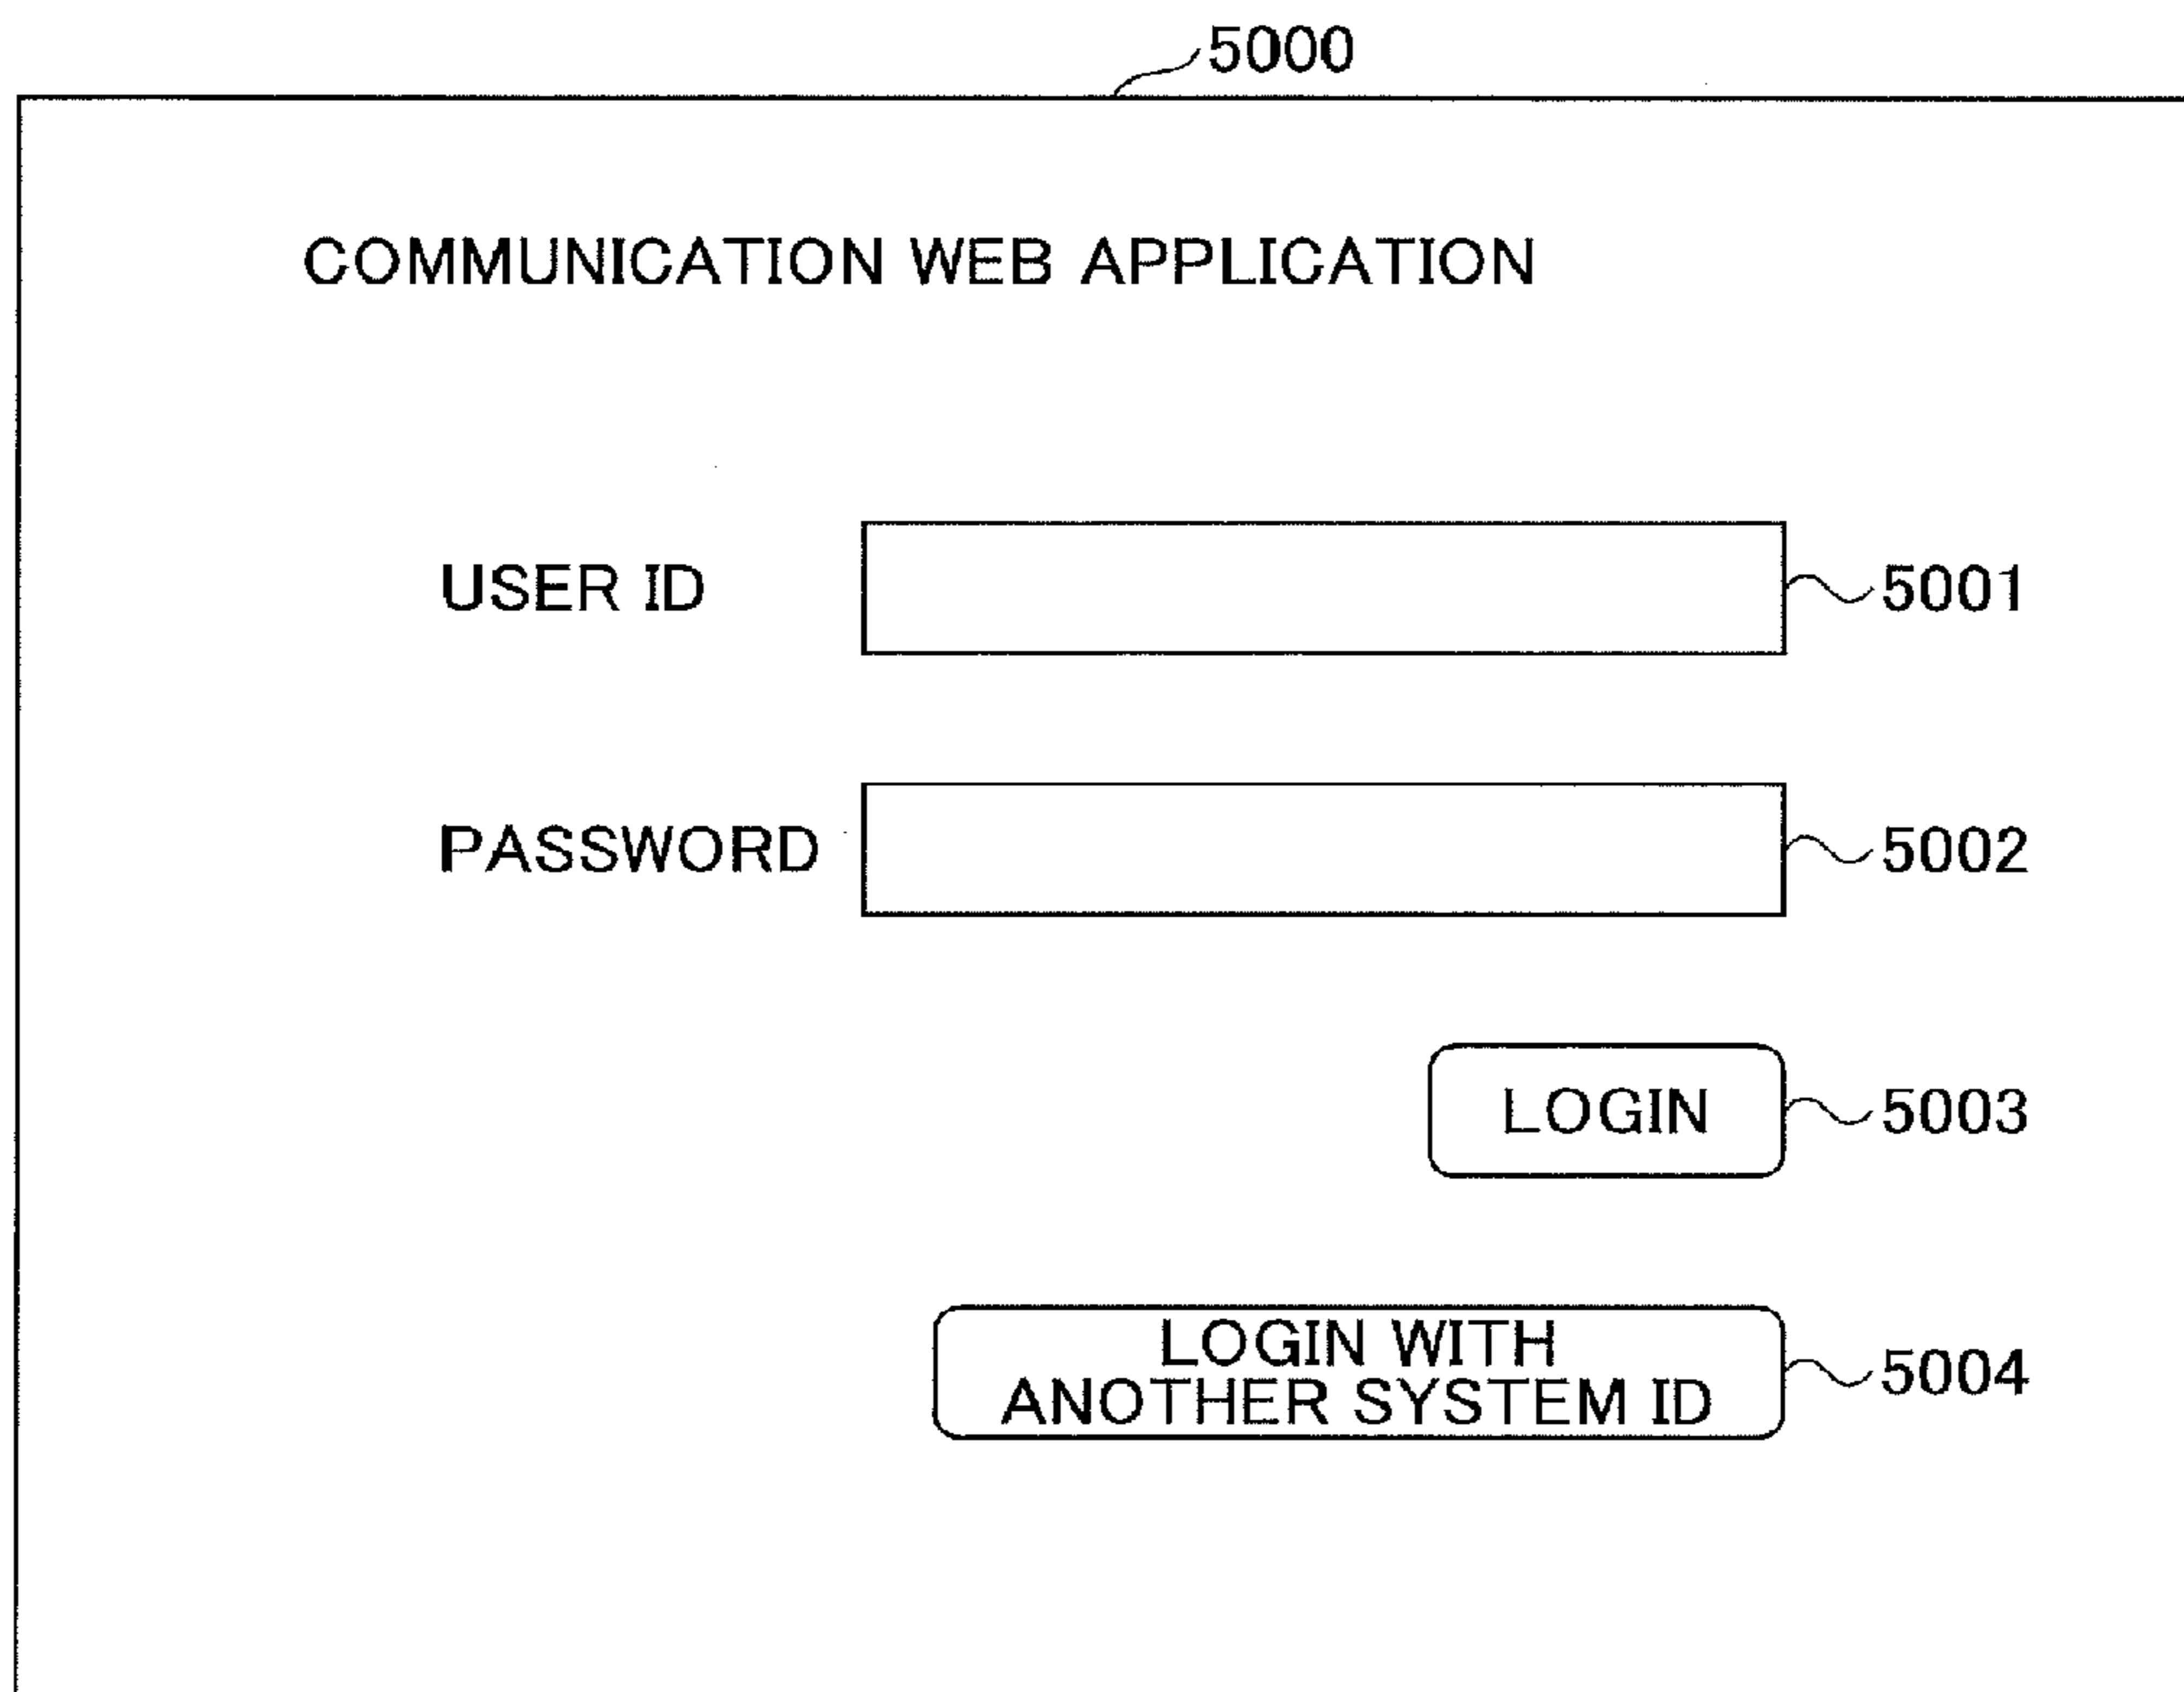 5000
COMMUNICATION WEB APPLICATION
USER ID 5001
PASSWORD 5002
LOGIN 5003
LOGIN WITH
ANOTHER SYSTEM ID 5004